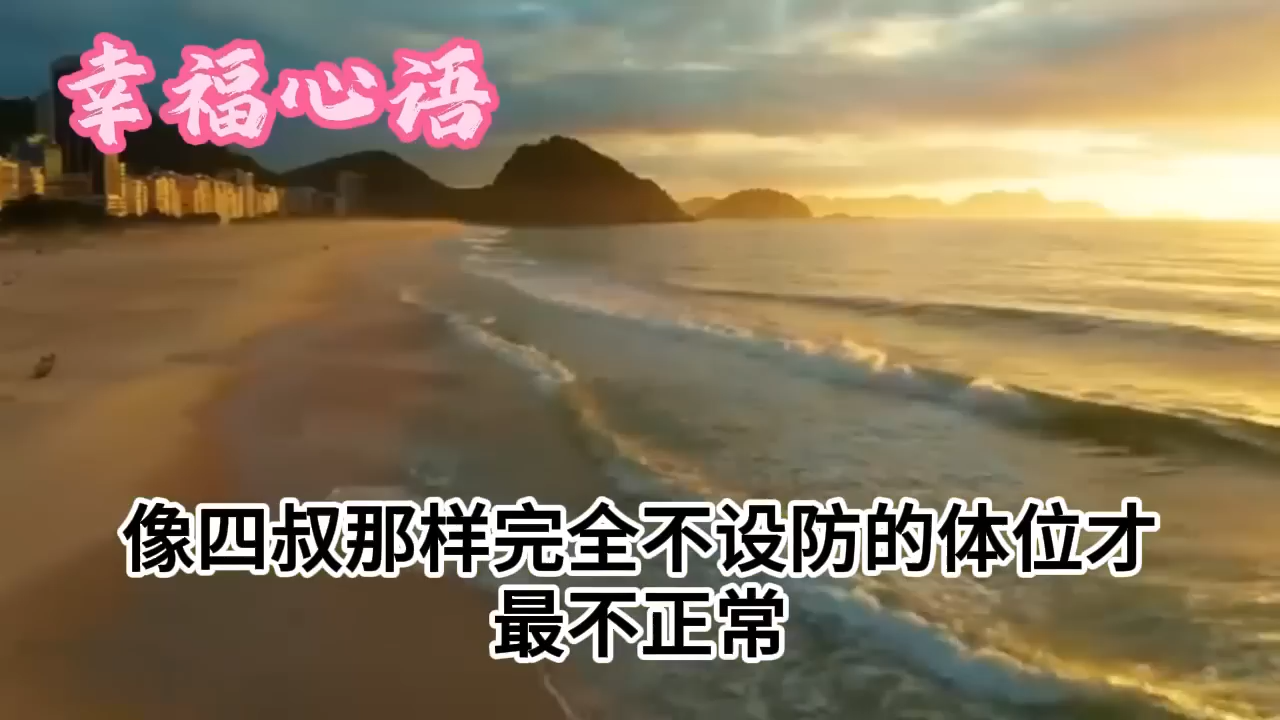 幸福心语
像四叔那样完全不设防的体位才
最不正常